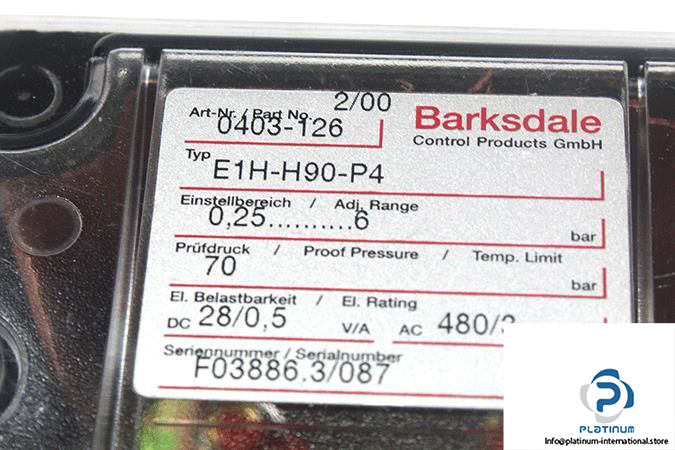 2/00
Art-Nr. / Part No.
0403-126
Barksdale
Control Products GmbH
Typ
E1H-H90-P4
Einstellbereich / Adj. Range
0,25..........6 bar
Prüfdruck / Proof Pressure / Temp. Limit
70 bar
El. Belastbarkeit / El. Rating
DC 28/0,5 V/A AC 480/
Seriennummer / Serialnumber
F03886.3/087
PLATINUM
Info@platinum-international.store